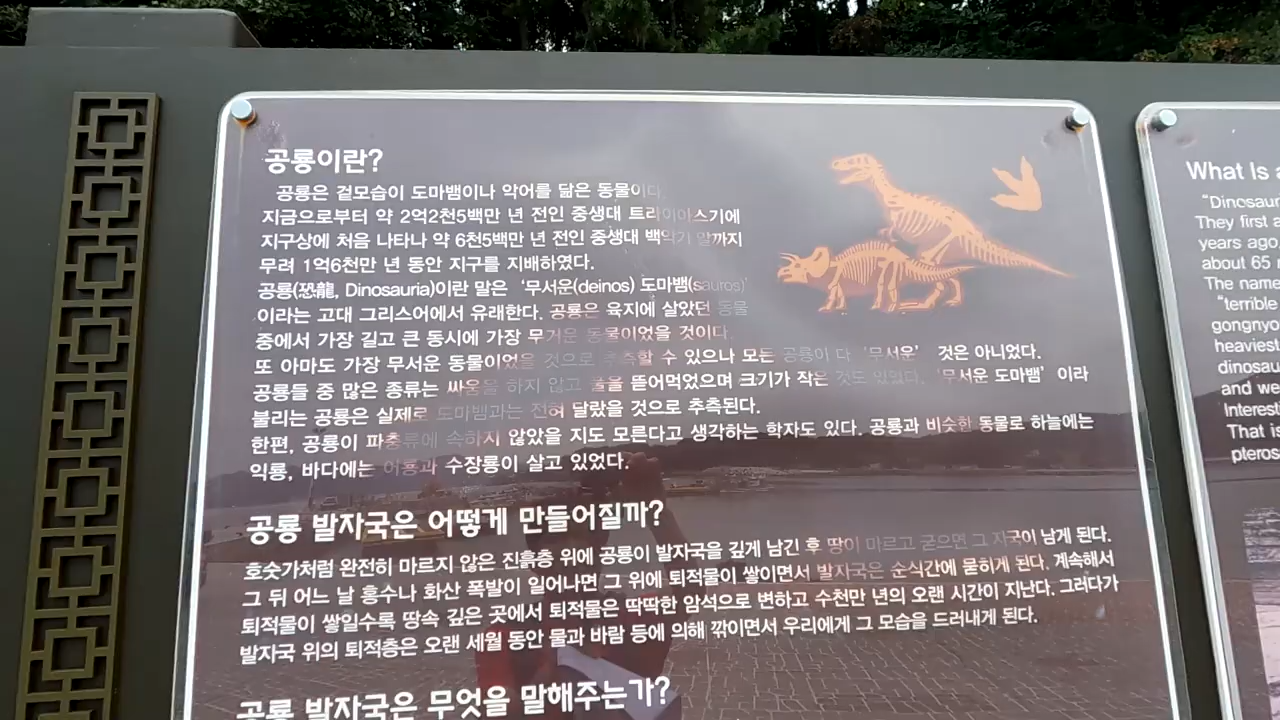 공룡이란?
공룡은 겉모습이 도마뱀이나 악어를 닮은 동물이다.
지금으로부터 약 2억2천5백만 년 전인 중생대 트라이아스기에
지구상에 처음 나타나 약 6천5백만 년 전인 중생대 백악기 말까지
무려 1억6천만 년 동안 지구를 지배하였다.
공룡(恐龍, Dinosauria)이란 말은 '무서운(deinos) 도마뱀(sauros)'
이라는 고대 그리스어에서 유래한다. 공룡은 육지에 살았던 동물
중에서 가장 길고 큰 동시에 가장 무거운 동물이었을 것이다.
또 아마도 가장 무서운 동물이었을 것으로 추측할 수 있으나 모든 공룡이 다 '무서운' 것은 아니었다.
공룡들 중 많은 종류는 싸움을 하지 않고 풀을 뜯어먹었으며 크기가 작은 것도 있었다. '무서운 도마뱀' 이라
불리는 공룡은 실제로 도마뱀과는 전혀 달랐을 것으로 추측된다.
한편, 공룡이 파충류에 속하지 않았을 지도 모른다고 생각하는 학자도 있다. 공룡과 비슷한 동물로 하늘에는
익룡, 바다에는 어룡과 수장룡이 살고 있었다.
공룡 발자국은 어떻게 만들어질까?
호숫가처럼 완전히 마르지 않은 진흙층 위에 공룡이 발자국을 깊게 남긴 후 땅이 마르고 굳으면 그 자국이 남게 된다.
그 뒤 어느 날 홍수나 화산 폭발이 일어나면 그 위에 퇴적물이 쌓이면서 발자국은 순식간에 묻히게 된다. 계속해서
퇴적물이 쌓일수록 땅속 깊은 곳에서 퇴적물은 딱딱한 암석으로 변하고 수천만 년의 오랜 시간이 지난다. 그러다가
발자국 위의 퇴적층은 오랜 세월 동안 물과 바람 등에 의해 깎이면서 우리에게 그 모습을 드러내게 된다.
공룡 발자국은 무엇을 말해주는가?
What Is a
"Dinosaur
They first a
years ago
about 65
The name
"terrible
gongnyo
heaviest
dinosau
and we
Interest
That is
pteros